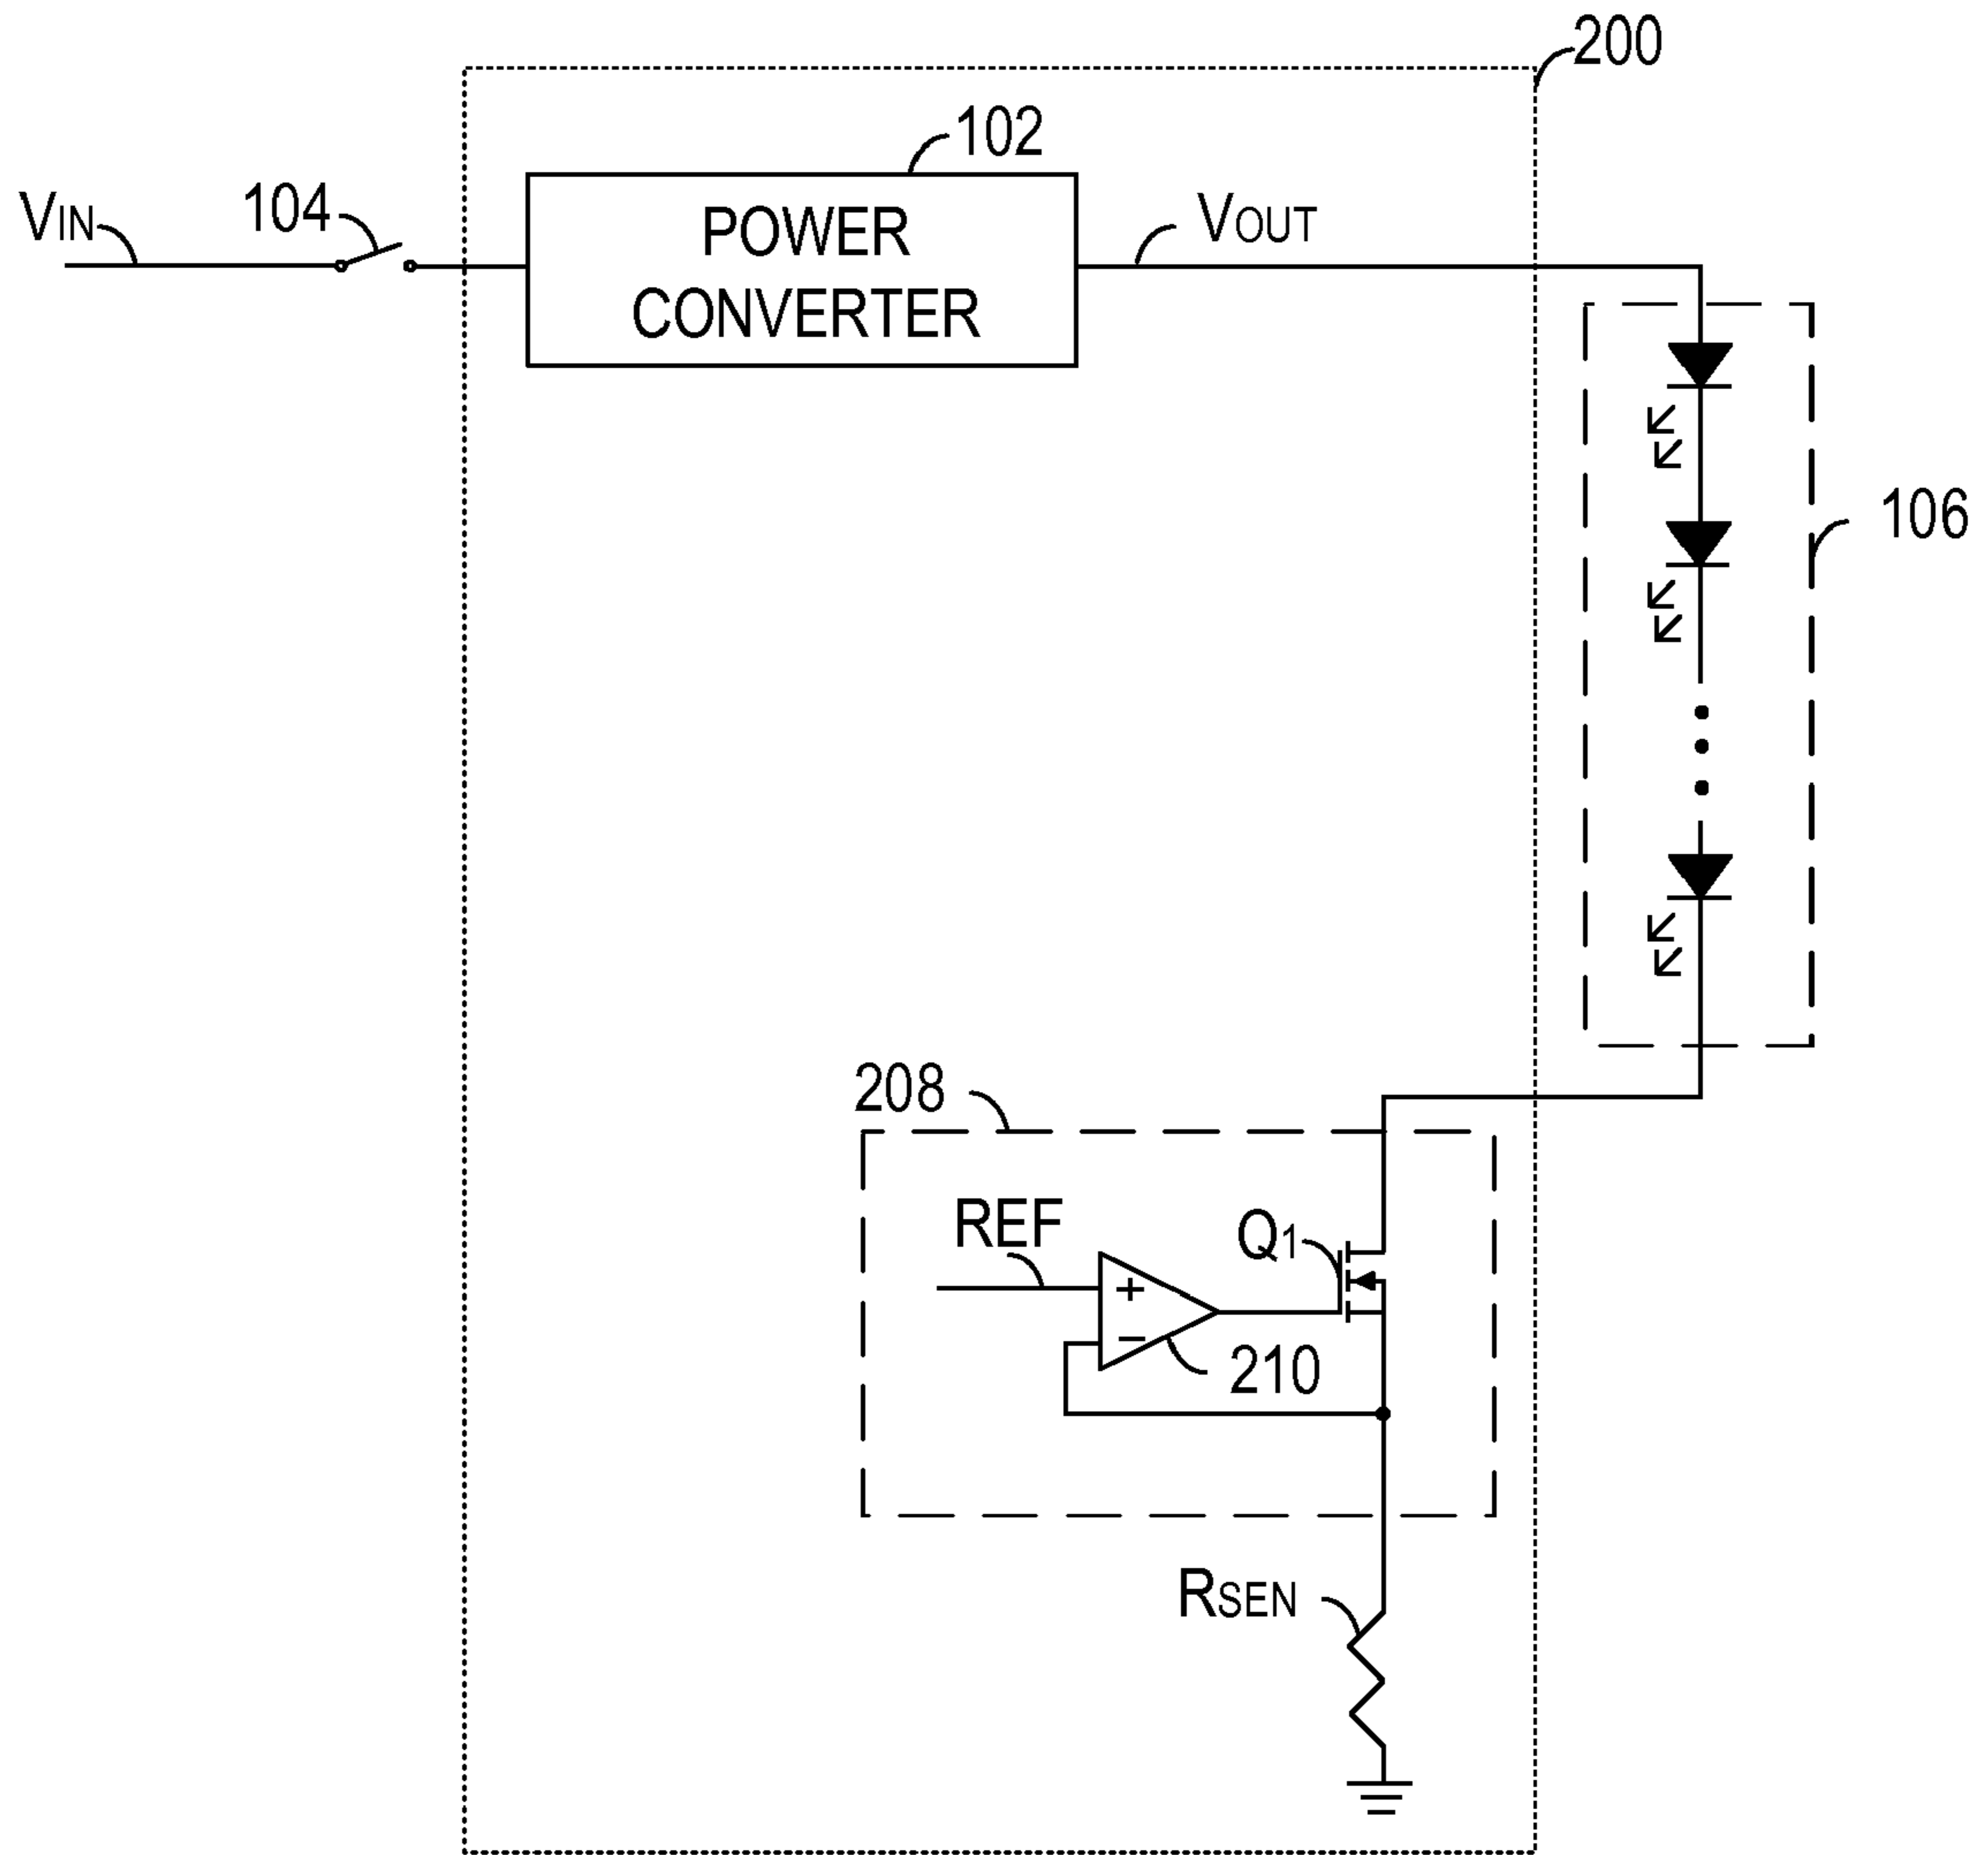 200
102
VIN
104
POWER
CONVERTER
VOUT
106
208
REF
Q1
+
−
210
RSEN